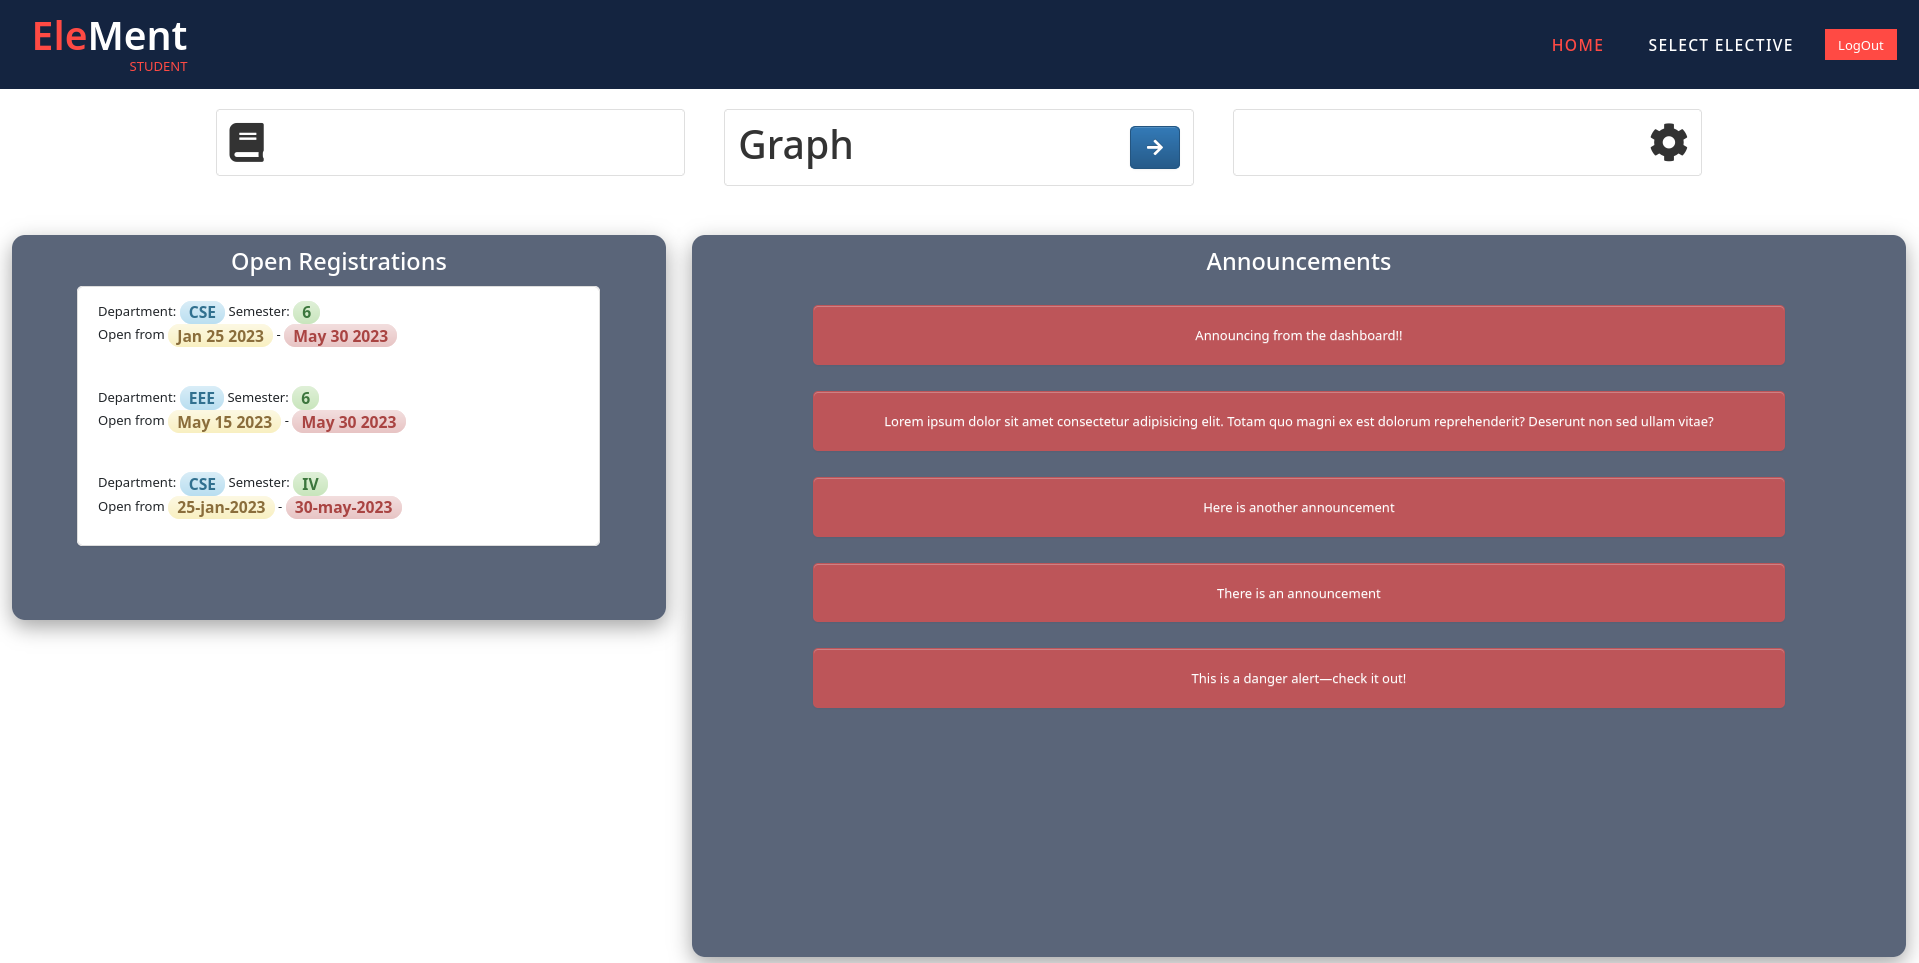 EleMent
STUDENT
HOME
SELECT ELECTIVE
LogOut
Graph
Open Registrations
Department: CSE Semester: 6
Open from Jan 25 2023 - May 30 2023
Department: EEE Semester: 6
Open from May 15 2023 - May 30 2023
Department: CSE Semester: IV
Open from 25-jan-2023 - 30-may-2023
Announcements
Announcing from the dashboard!!
Lorem ipsum dolor sit amet consectetur adipisicing elit. Totam quo magni ex est dolorum reprehenderit? Deserunt non sed ullam vitae?
Here is another announcement
There is an announcement
This is a danger alert—check it out!